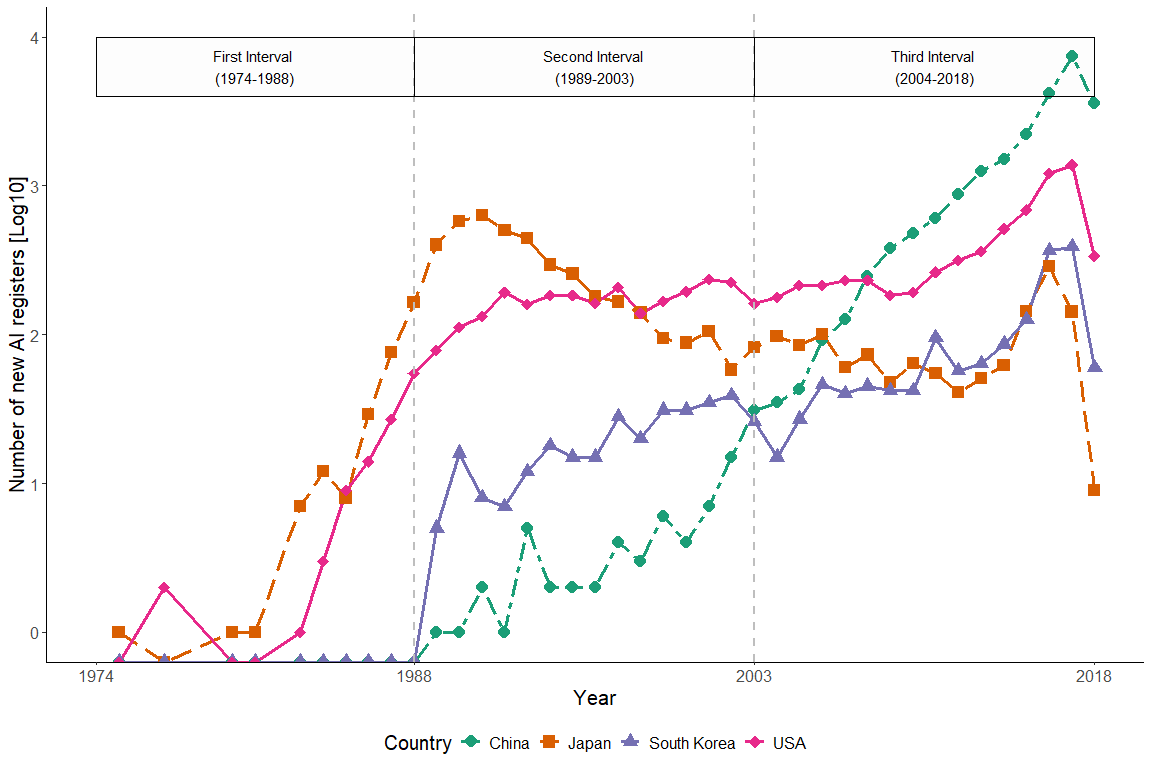 First Interval
(1974-1988)
Second Interval
(1989-2003)
Third Interval
(2004-2018)
Number of new AI registers [Log10]
4
3
2
1
0
1974
1988
2003
2018
Year
Country
China
Japan
South Korea
USA